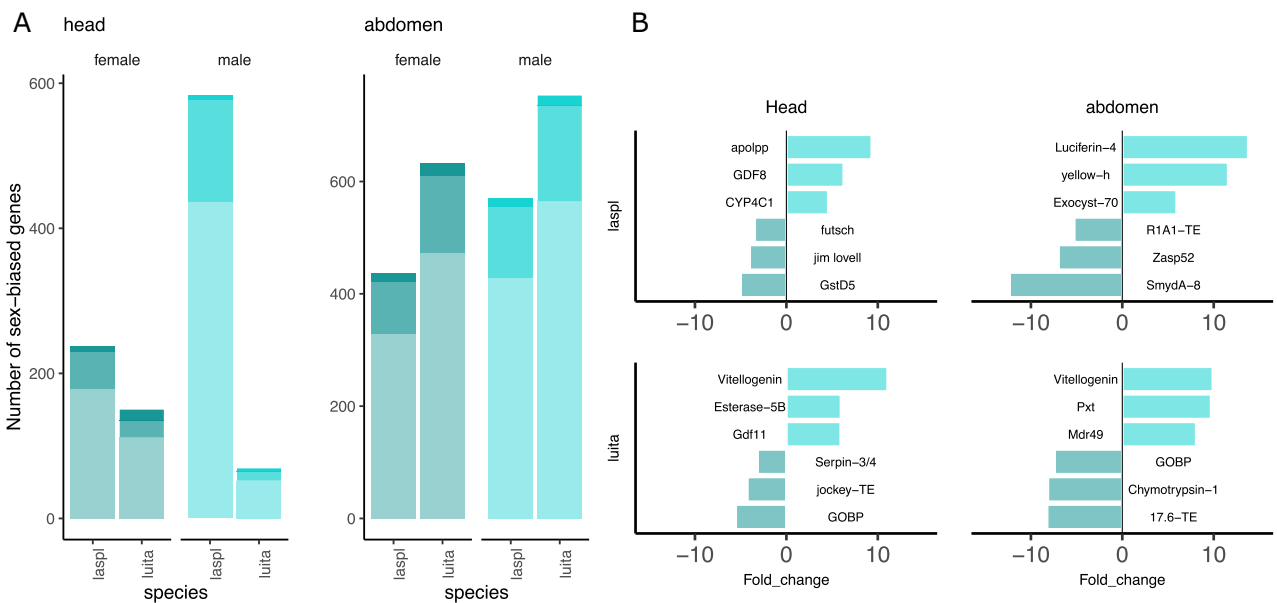 A
head
abdomen
female
male
female
male
Number of sex−biased genes
600
400
200
0
600
400
200
0
laspl
luita
laspl
luita
laspl
luita
laspl
luita
species
species
B
Head
abdomen
laspl
apolpp
GDF8
CYP4C1
futsch
jim lovell
GstD5
−10
0
10
Luciferin−4
yellow−h
Exocyst−70
R1A1−TE
Zasp52
SmydA−8
−10
0
10
luita
Vitellogenin
Esterase−5B
Gdf11
Serpin−3/4
jockey−TE
GOBP
−10
0
10
Fold_change
Vitellogenin
Pxt
Mdr49
GOBP
Chymotrypsin−1
17.6−TE
−10
0
10
Fold_change